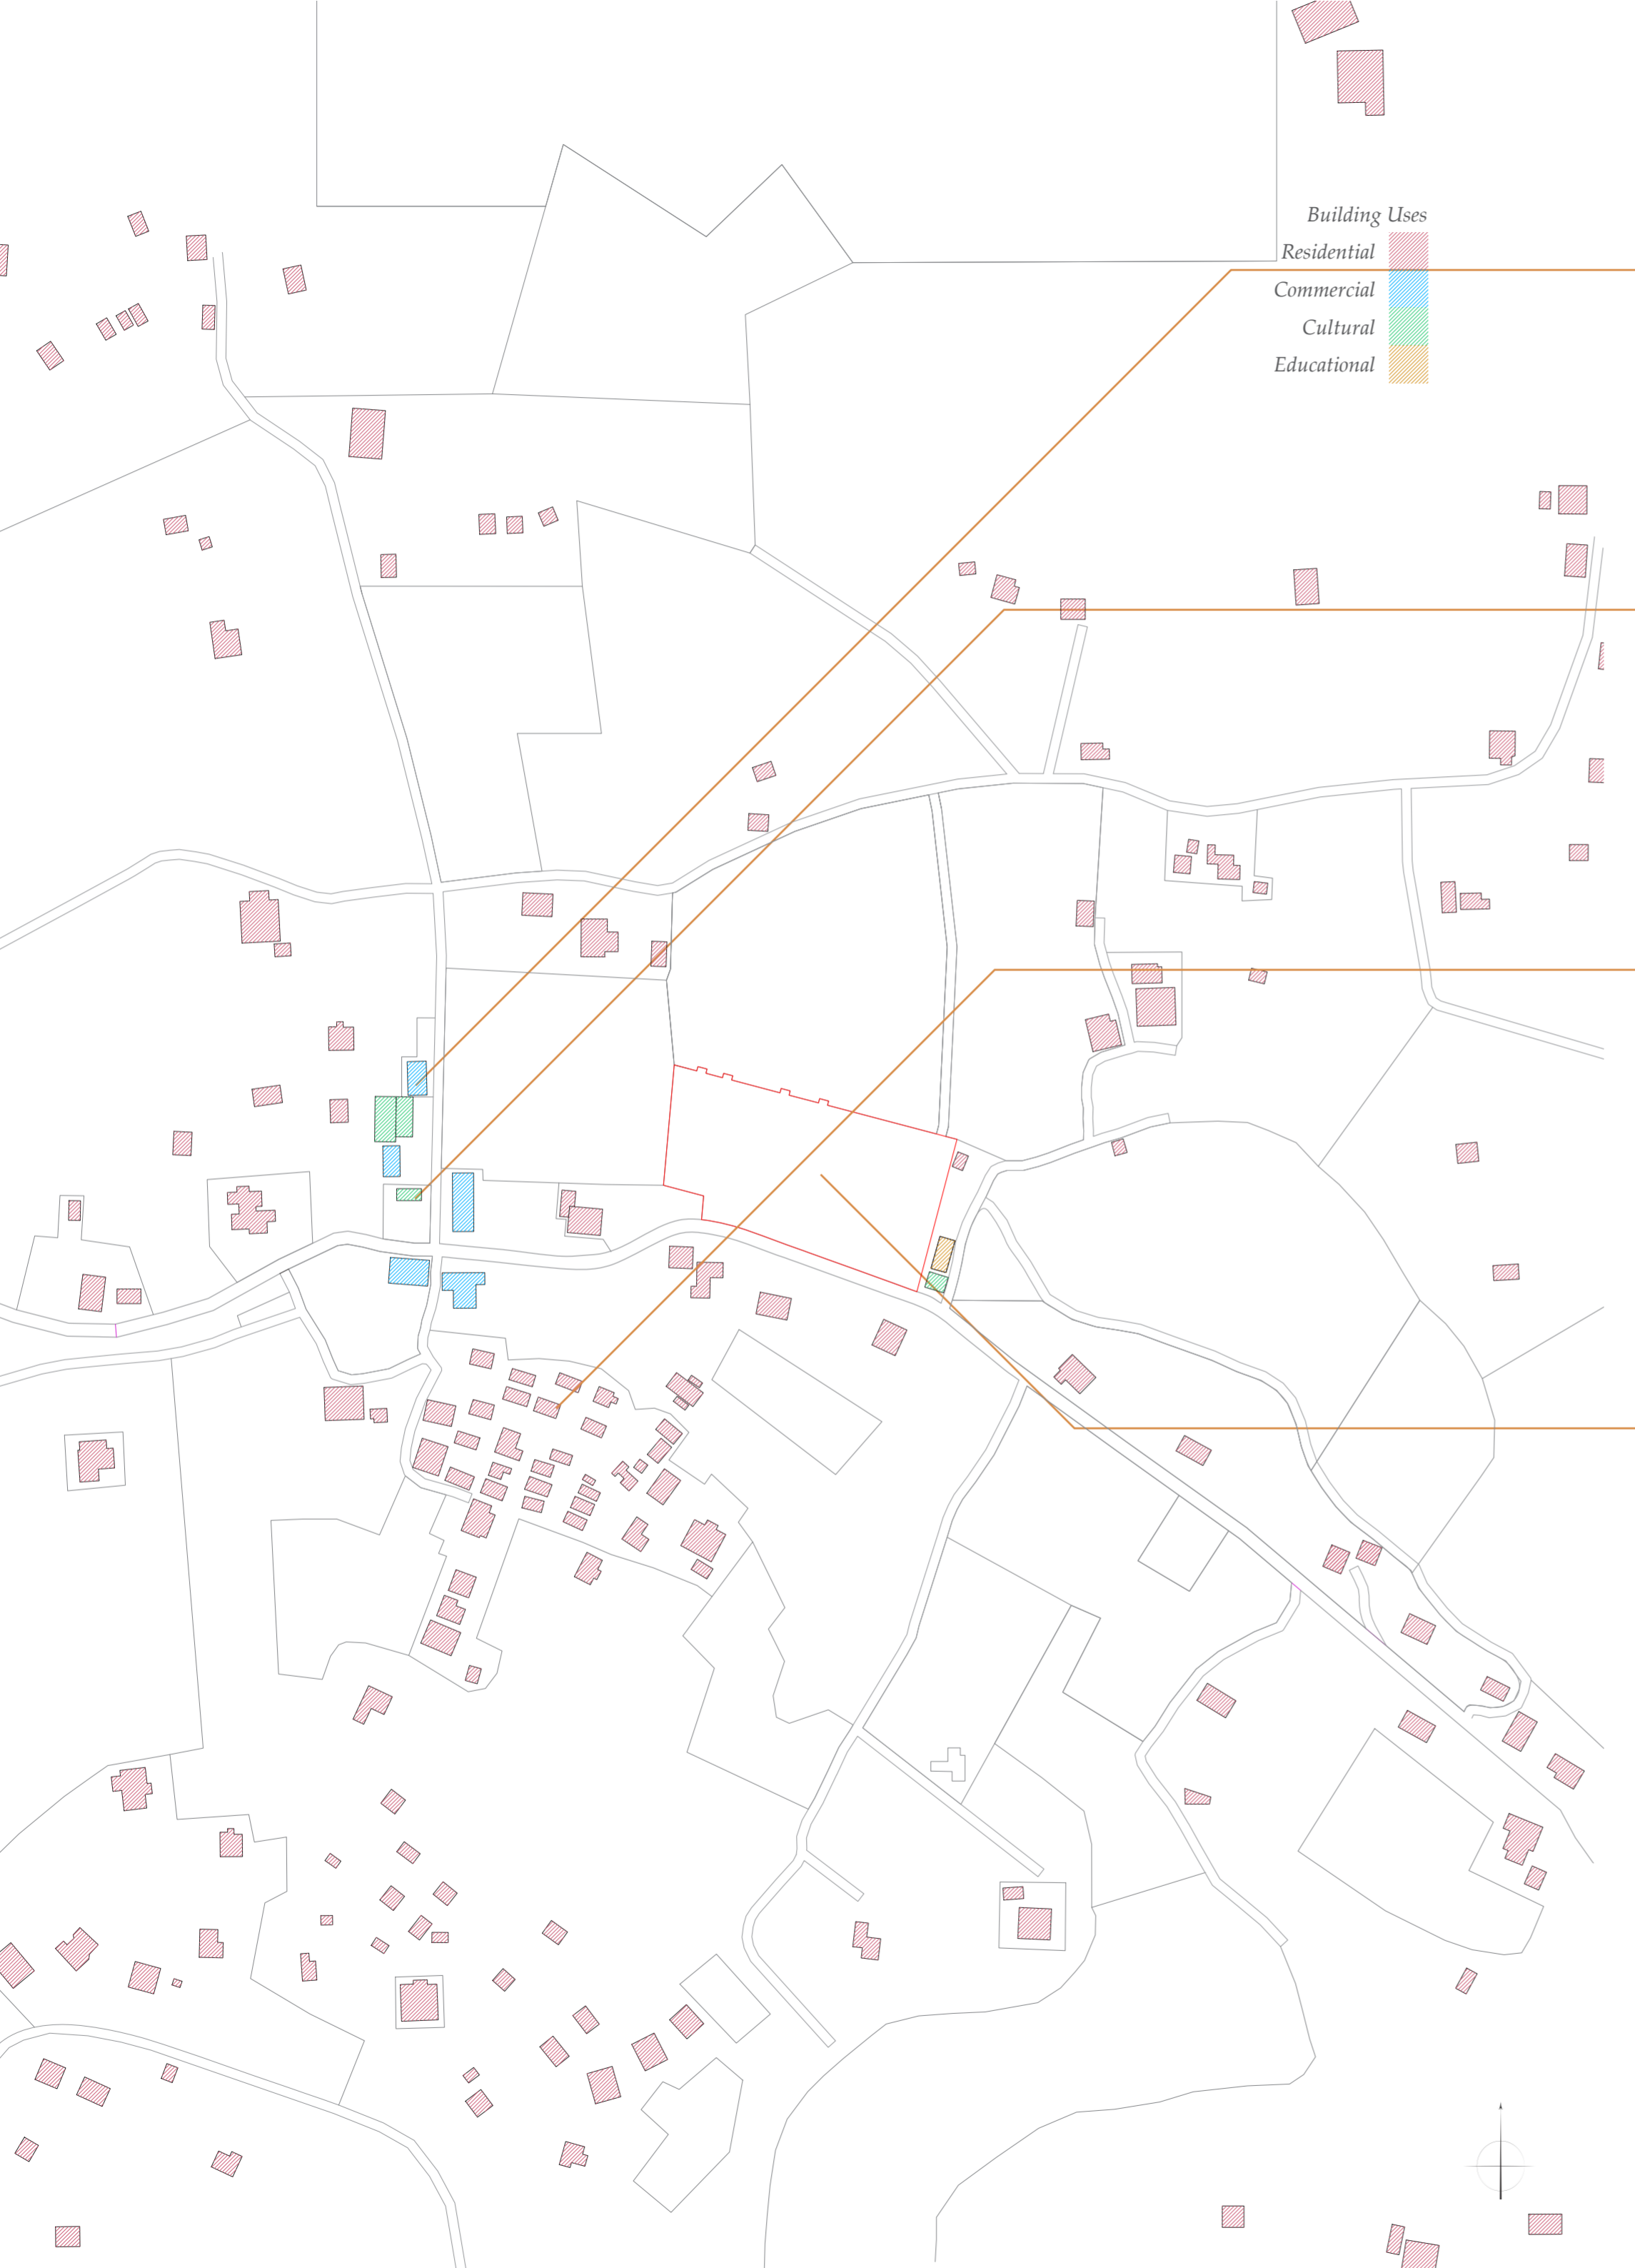 Building Uses
Residential
Commercial
Cultural
Educational